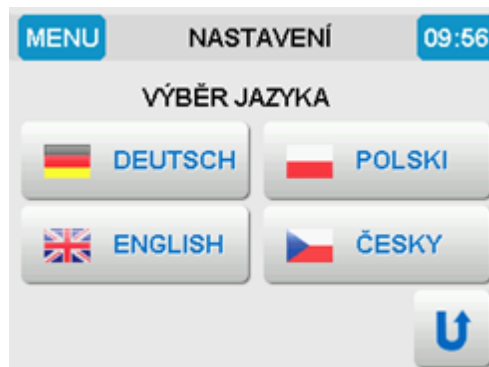 MENU NASTAVENÍ 09:56
VÝBĚR JAZYKA
DEUTSCH POLSKI
ENGLISH ČESKY